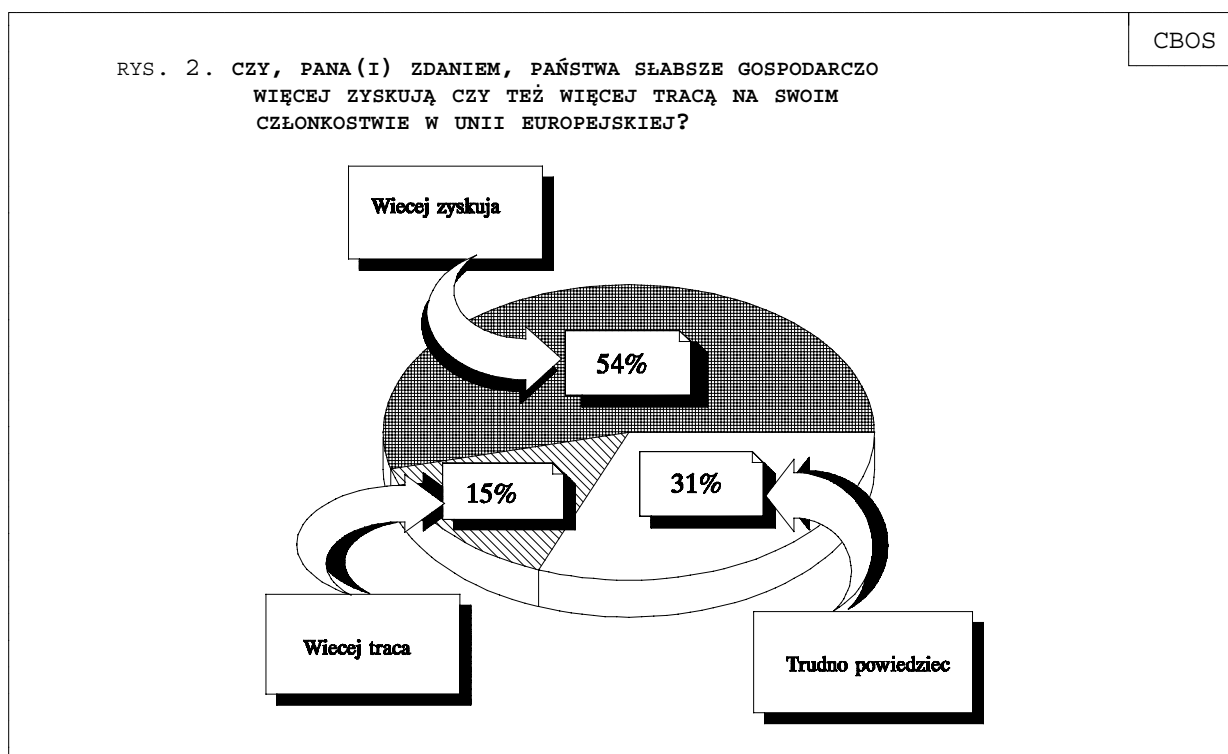 CBOS
RYS. 2. CZY, PANA(I) ZDANIEM, PAŃSTWA SŁABSZE GOSPODARCZO
WIĘCEJ ZYSKUJĄ CZY TEŻ WIĘCEJ TRACĄ NA SWOIM
CZŁONKOSTWIE W UNII EUROPEJSKIEJ?
Wiecej zyskuja
54%
15%
31%
Wiecej traca
Trudno powiedziec